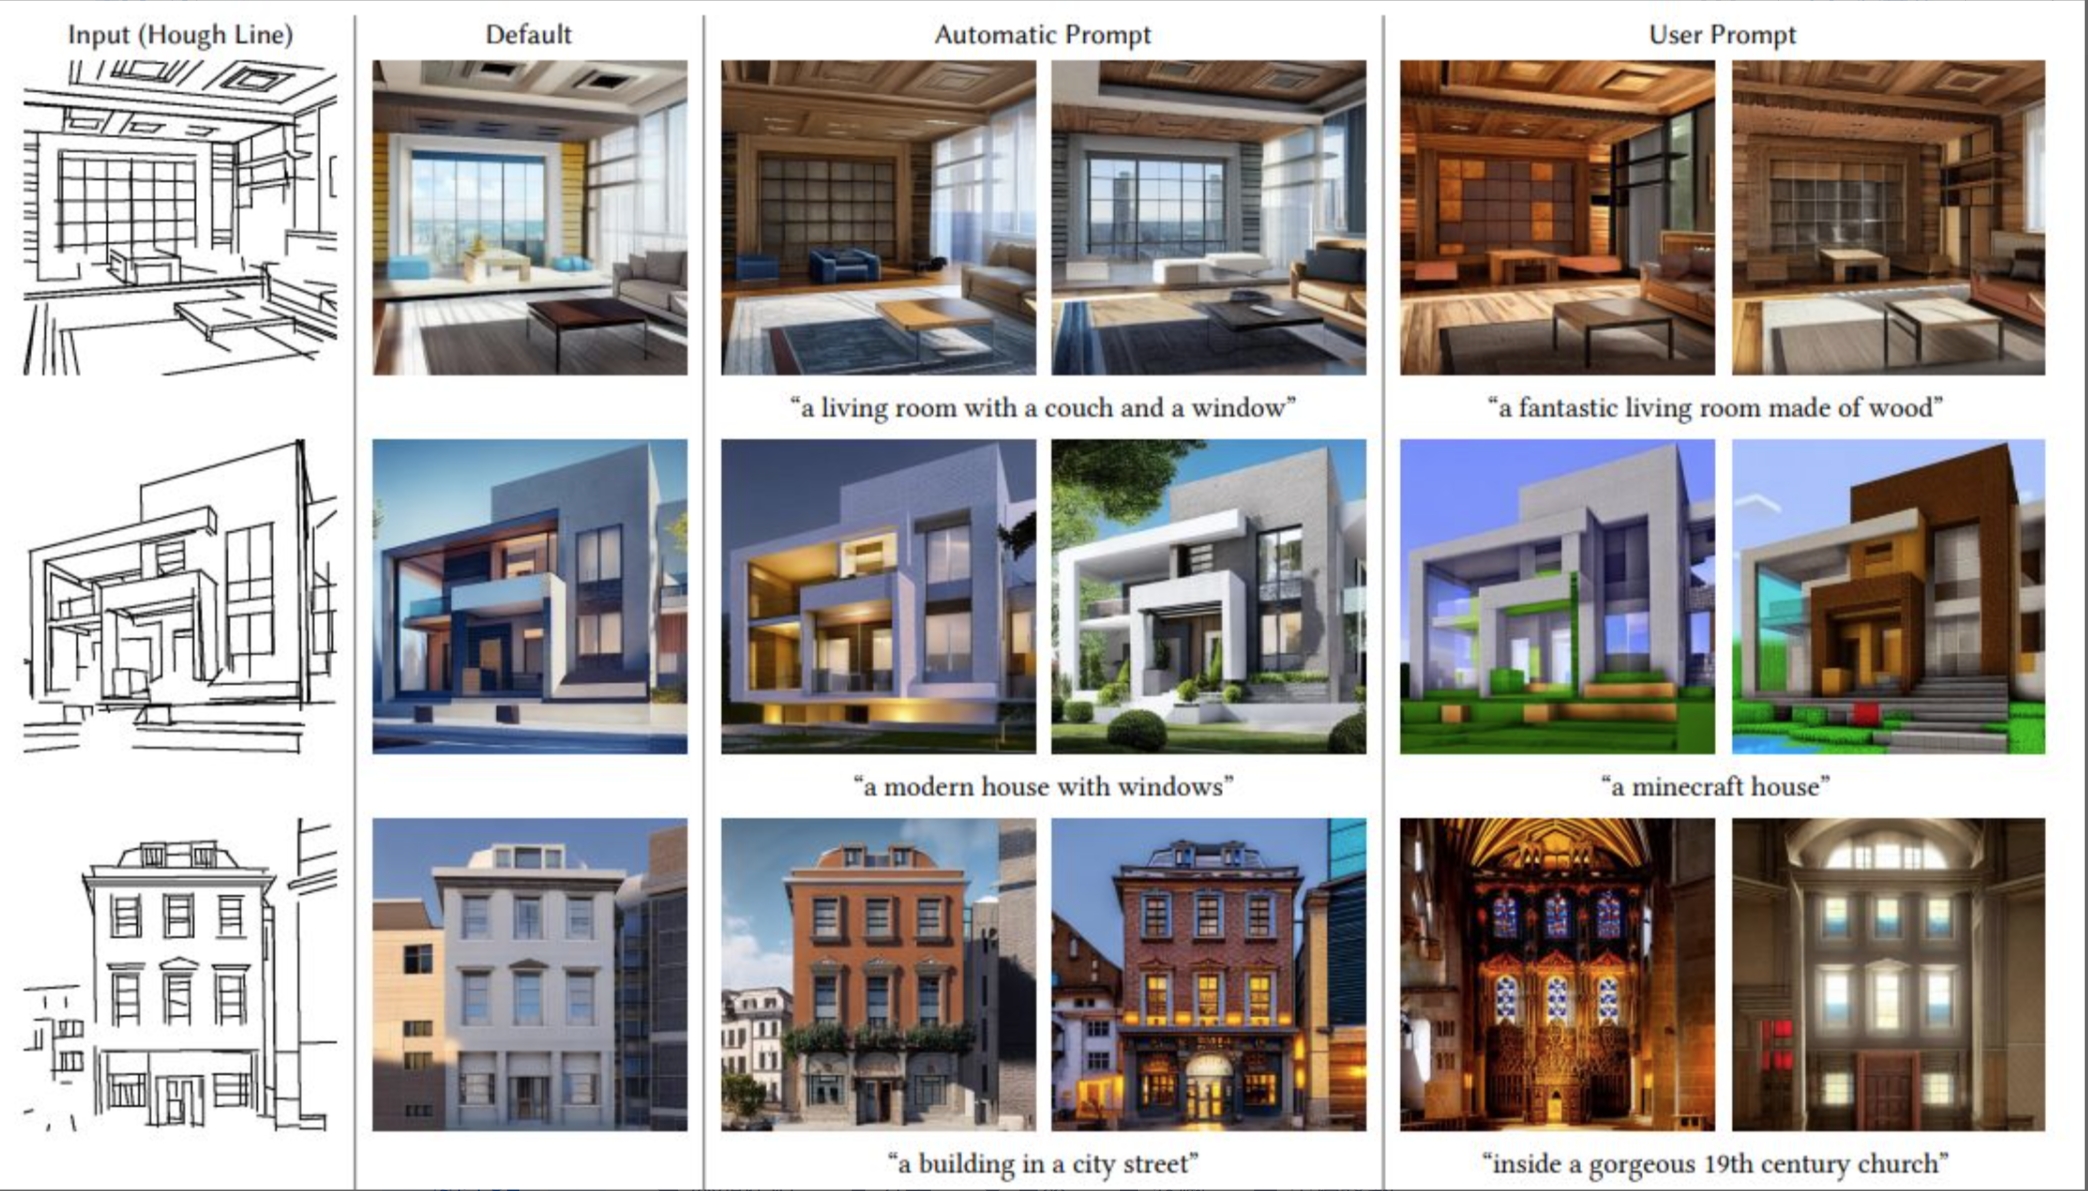 Input (Hough Line)
Default
Automatic Prompt
User Prompt
“a living room with a couch and a window”
“a fantastic living room made of wood”
“a modern house with windows”
“a minecraft house”
“a building in a city street”
“inside a gorgeous 19th century church”